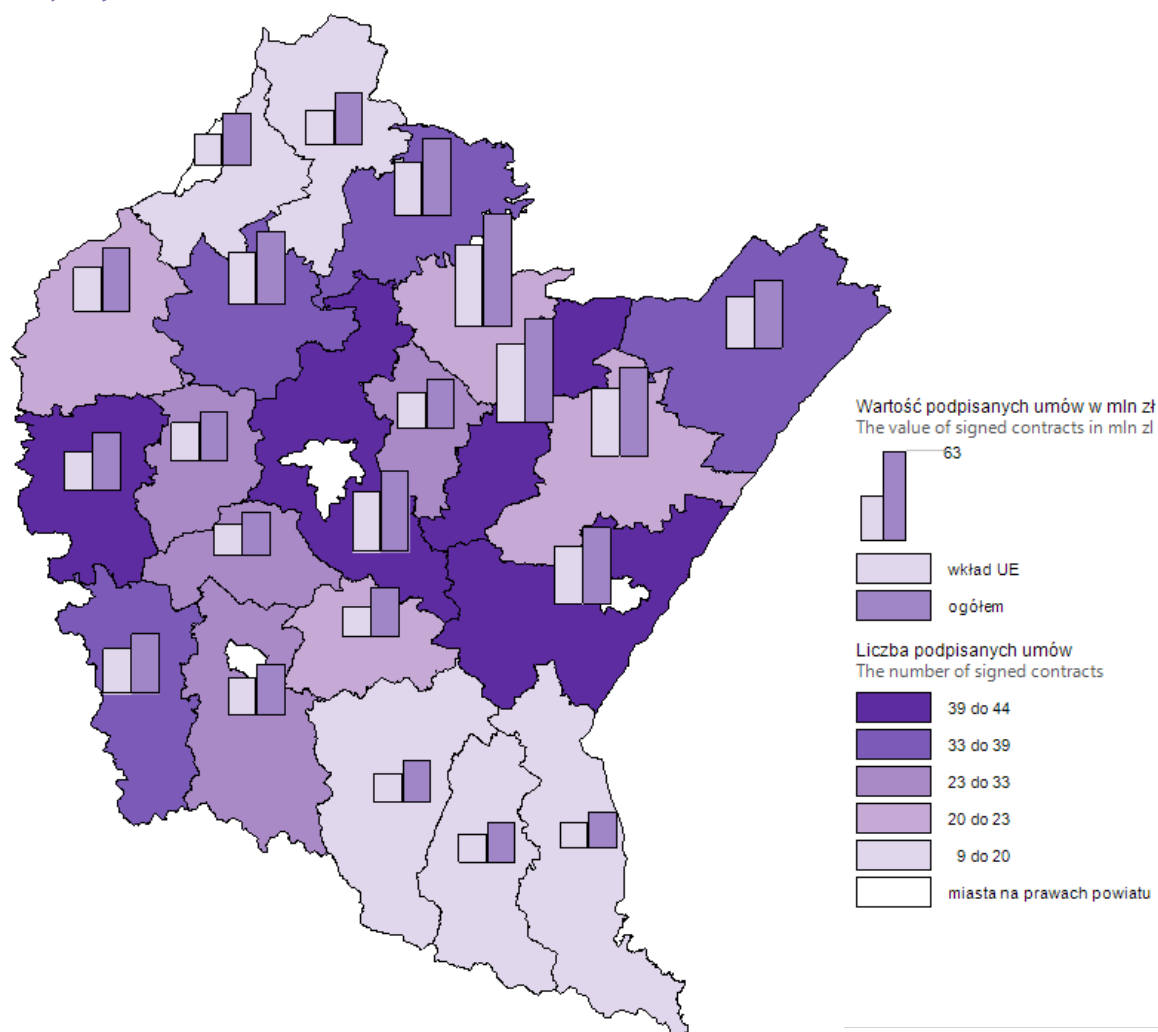 Wartość podpisanych umów w mln zł
The value of signed contracts in mln zl
63
wkład UE
ogółem
Liczba podpisanych umów
The number of signed contracts
39 do 44
33 do 39
23 do 33
20 do 23
9 do 20
miasta na prawach powiatu